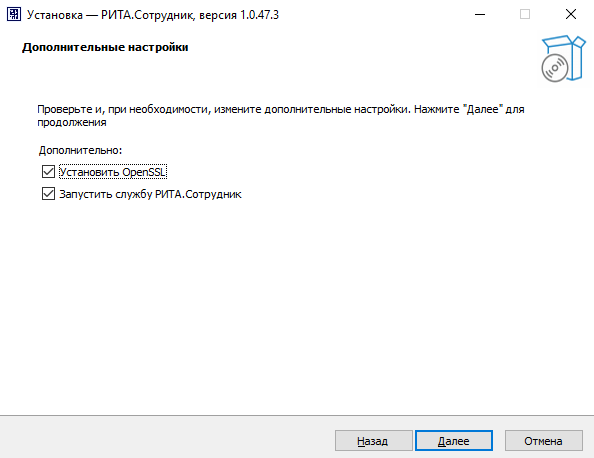 Установка — РИТА.Сотрудник, версия 1.0.47.3
Дополнительные настройки
Проверьте и, при необходимости, измените дополнительные настройки. Нажмите "Далее" для
продолжения
Дополнительно:
Установить OpenSSL
Запустить службу РИТА.Сотрудник
Назад
Далее
Отмена